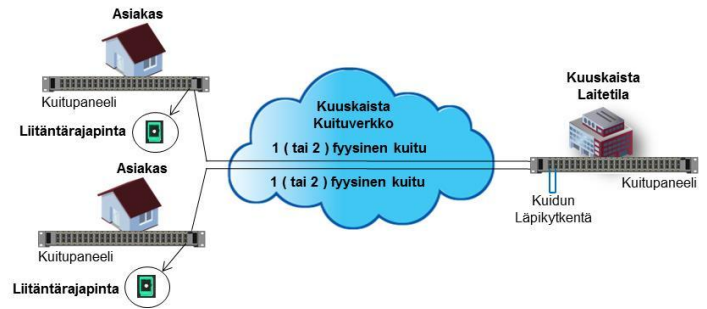 Asiakas
Kuitupaneeli
Liitäntärajapinta
Asiakas
Kuitupaneeli
Liitäntärajapinta
Kuuskaista
Kuituverkko
1 ( tai 2 ) fyysinen kuitu
1 ( tai 2 ) fyysinen kuitu
Kuuskaista
Laitetila
Kuitupaneeli
Kuidun
Läpikytkentä